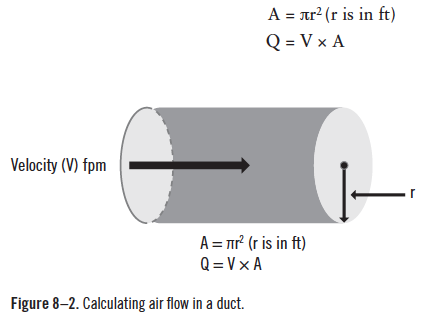 A = πr² (r is in ft)
Q = V × A
Velocity (V) fpm
r
A = πr² (r is in ft)
Q = V × A
Figure 8–2. Calculating air flow in a duct.